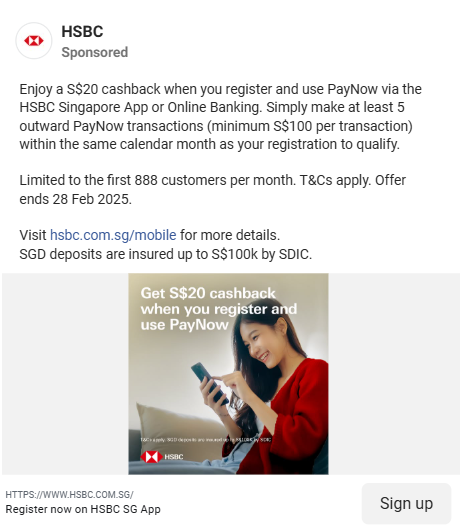 HSBC
Sponsored
Enjoy a S$20 cashback when you register and use PayNow via the
HSBC Singapore App or Online Banking. Simply make at least 5
outward PayNow transactions (minimum S$100 per transaction)
within the same calendar month as your registration to qualify.
Limited to the first 888 customers per month. T&Cs apply. Offer
ends 28 Feb 2025.
Visit hsbc.com.sg/mobile for more details.
SGD deposits are insured up to S$100k by SDIC.
Get S$20 cashback
when you register and
use PayNow
T&Cs apply. SGD deposits are insured up to S$100k by SDIC
HSBC
HTTPS://WWW.HSBC.COM.SG/
Register now on HSBC SG App
Sign up